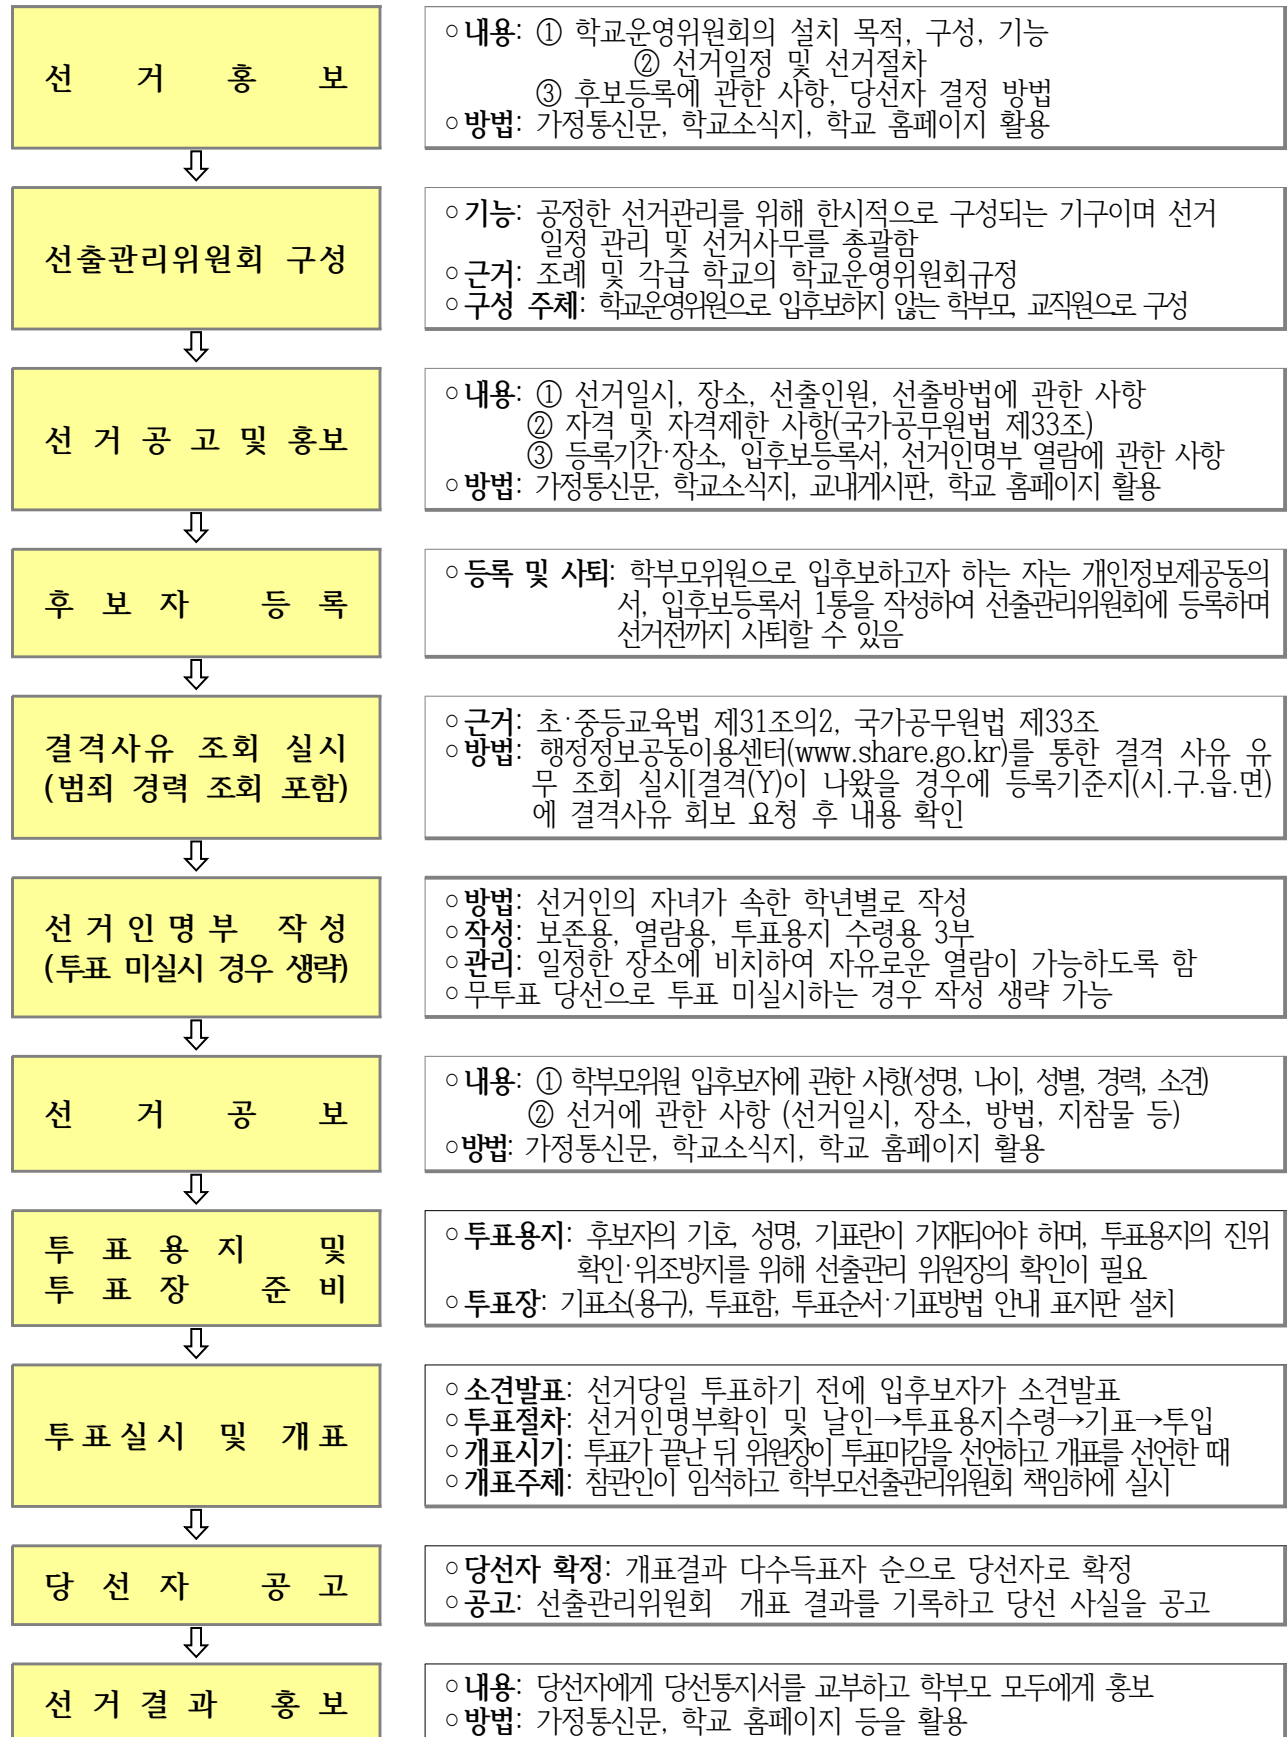 선 거 홍 보
○내용: ① 학교운영위원회의 설치 목적, 구성, 기능
② 선거일정 및 선거절차
③ 후보등록에 관한 사항, 당선자 결정 방법
○방법: 가정통신문, 학교소식지, 학교 홈페이지 활용
선출관리위원회 구성
○기능: 공정한 선거관리를 위해 한시적으로 구성되는 기구이며 선거
일정 관리 및 선거사무를 총괄함
○근거: 조례 및 각급 학교의 학교운영위원회규정
○구성 주체: 학교운영위원으로 입후보하지 않는 학부모, 교직원으로 구성
선 거 공 고 및 홍보
○내용: ① 선거일시, 장소, 선출인원, 선출방법에 관한 사항
② 자격 및 자격제한 사항(국가공무원법 제33조)
③ 등록기간·장소, 입후보등록서, 선거인명부 열람에 관한 사항
○방법: 가정통신문, 학교소식지, 교내게시판, 학교 홈페이지 활용
후 보 자 등 록
○등록 및 사퇴: 학부모위원으로 입후보하고자 하는 자는 개인정보제공동의
서, 입후보등록서 1통을 작성하여 선출관리위원회에 등록하며
선거전까지 사퇴할 수 있음
결격사유 조회 실시
(범죄 경력 조회 포함)
○근거: 초·중등교육법 제31조의2, 국가공무원법 제33조
○방법: 행정정보공동이용센터(www.share.go.kr)를 통한 결격 사유 유
무 조회 실시[결격(Y)이 나왔을 경우에 등록기준지(시.구.읍.면)
에 결격사유 회보 요청 후 내용 확인
선 거 인 명 부 작 성
(투표 미실시 경우 생략)
○방법: 선거인의 자녀가 속한 학년별로 작성
○작성: 보존용, 열람용, 투표용지 수령용 3부
○관리: 일정한 장소에 비치하여 자유로운 열람이 가능하도록 함
○무투표 당선으로 투표 미실시하는 경우 작성 생략 가능
선 거 공 보
○내용: ① 학부모위원 입후보자에 관한 사항(성명, 나이, 성별, 경력, 소견)
② 선거에 관한 사항 (선거일시, 장소, 방법, 지참물 등)
○방법: 가정통신문, 학교소식지, 학교 홈페이지 활용
투 표 용 지 및
투 표 장 준 비
○투표용지: 후보자의 기호, 성명, 기표란이 기재되어야 하며, 투표용지의 진위
확인·위조방지를 위해 선출관리 위원장의 확인이 필요
○투표장: 기표소(용구), 투표함, 투표순서·기표방법 안내 표지판 설치
투표실시 및 개표
○소견발표: 선거당일 투표하기 전에 입후보자가 소견발표
○투표절차: 선거인명부확인 및 날인→투표용지수령→기표→투입
○개표시기: 투표가 끝난 뒤 위원장이 투표마감을 선언하고 개표를 선언한 때
○개표주체: 참관인이 임석하고 학부모선출관리위원회 책임하에 실시
당 선 자 공 고
○당선자 확정: 개표결과 다수득표자 순으로 당선자로 확정
○공고: 선출관리위원회 개표 결과를 기록하고 당선 사실을 공고
선 거 결 과 홍 보
○내용: 당선자에게 당선통지서를 교부하고 학부모 모두에게 홍보
○방법: 가정통신문, 학교 홈페이지 등을 활용